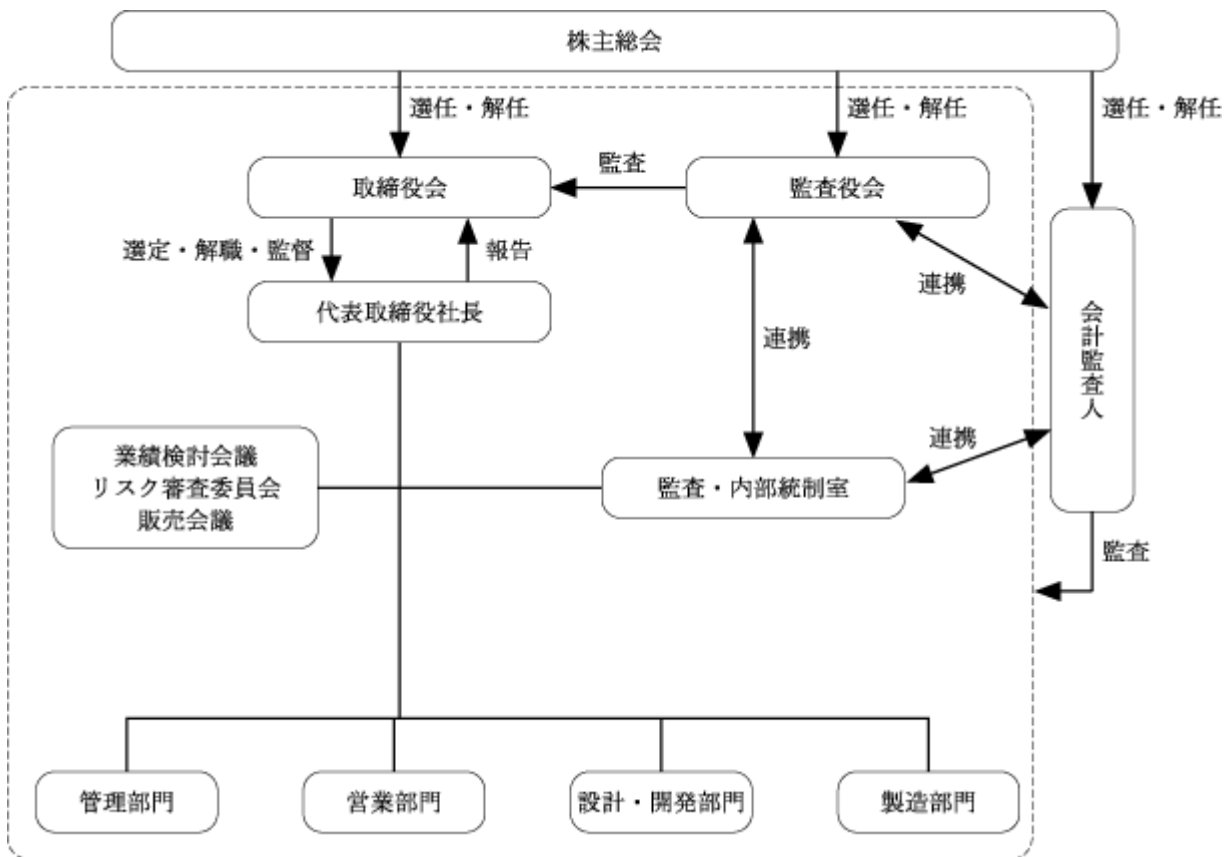 株主総会
選任・解任
選任・解任
選任・解任
取締役会
監査
監査役会
選定・解職・監督
報告
連携
代表取締役社長
連携
会計監査人
業績検討会議
リスク審査委員会
販売会議
監査・内部統制室
連携
監査
管理部門
営業部門
設計・開発部門
製造部門